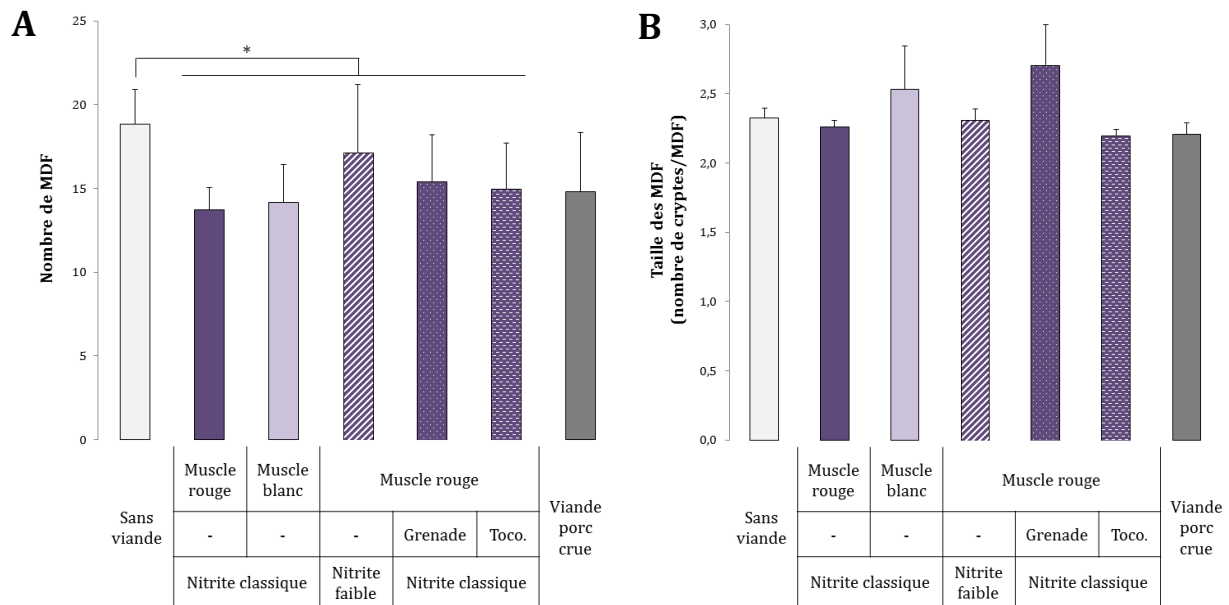 A
Nombre de MDF
25
20
15
10
5
0
*
Sans
viande
Muscle
rouge
Muscle
blanc
Muscle rouge
-
-
-
Grenade
Toco.
Nitrite classique
Nitrite
faible
Nitrite classique
Viande
porc
crue
B
Taille des MDF
(nombre de cryptes/MDF)
3,0
2,5
2,0
1,5
1,0
0,5
0,0
Sans
viande
Muscle
rouge
Muscle
blanc
Muscle rouge
-
-
-
Grenade
Toco.
Nitrite classique
Nitrite
faible
Nitrite classique
Viande
porc
crue